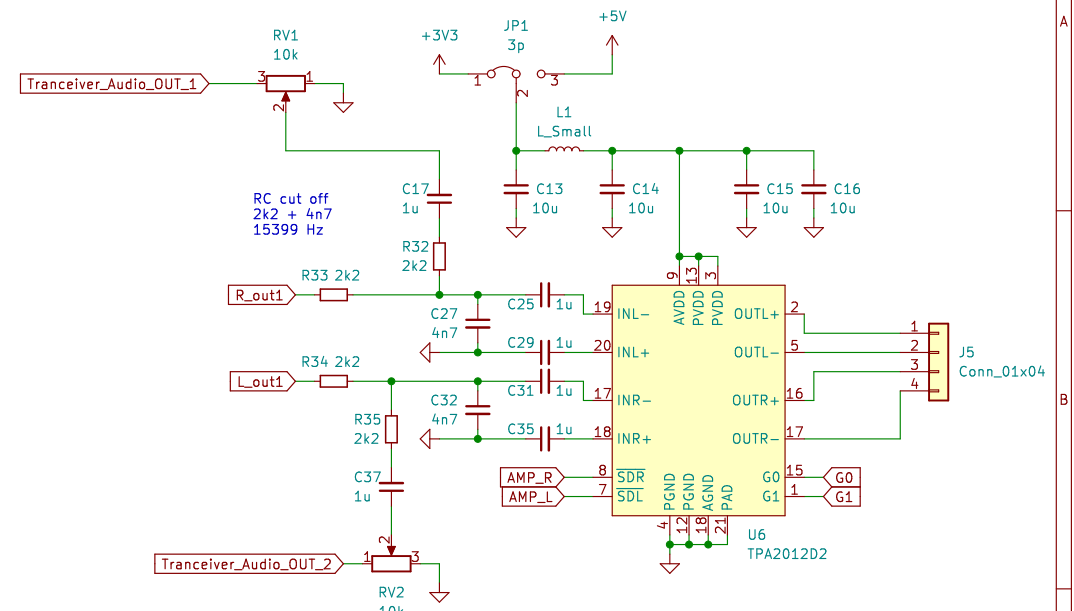 +5V
JP1
3p
+3V3
RV1
10k
A
Tranceiver_Audio_OUT_1
3
1
2
1
2
3
L1
L_Small
C17
1u
C13
10u
C14
10u
C15
10u
C16
10u
RC cut off
2k2 + 4n7
15399 Hz
R32
2k2
R33 2k2
R_out1
C25
1u
C27
4n7
C29
1u
R34 2k2
L_out1
C31
1u
C32
4n7
C35
1u
R35
2k2
C37
1u
9
13
3
AVDD
PVDD
PVDD
19
INL-
20
INL+
17
INR-
18
INR+
8
SDR
7
SDL
AMP_R
AMP_L
OUTL+
2
OUTL-
5
OUTR+
16
OUTR-
17
G0
15
G0
G1
1
G1
PGND
PGND
AGND
PAD
4
12
18
21
U6
TPA2012D2
1
2
3
4
J5
Conn_01x04
B
Tranceiver_Audio_OUT_2
1
2
3
RV2
10k